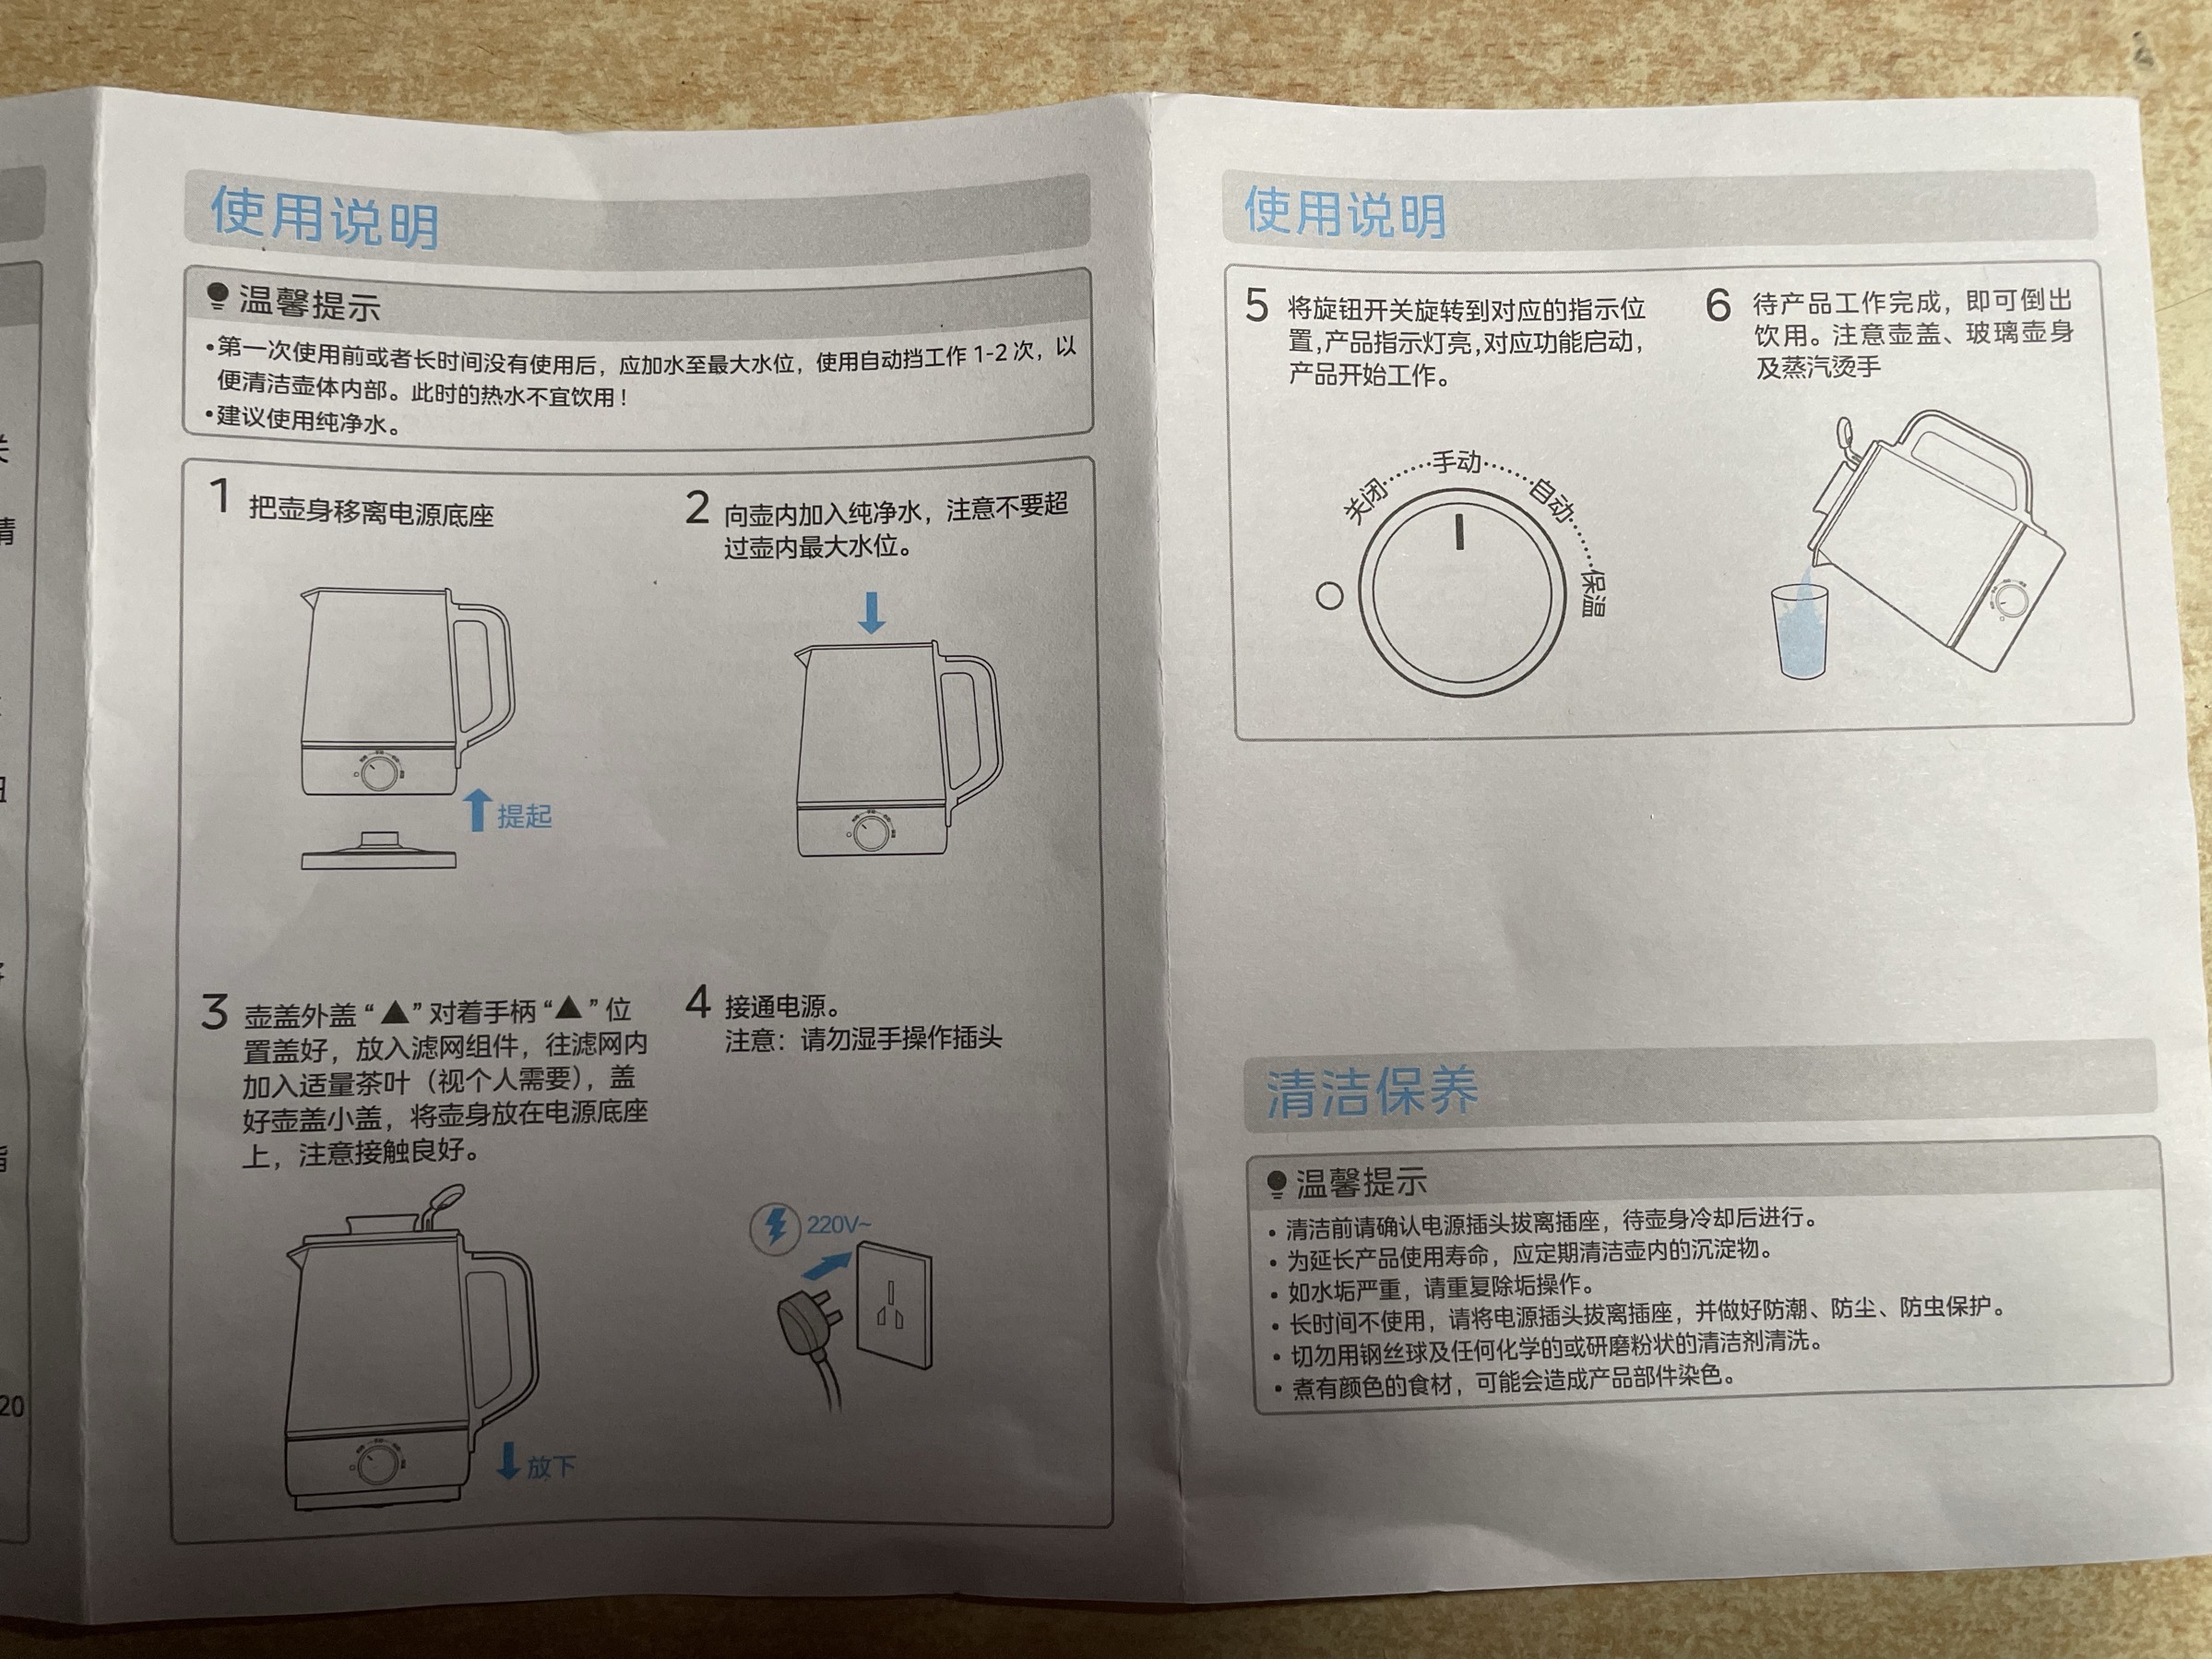 使用说明
温馨提示
•第一次使用前或者长时间没有使用后，应加水至最大水位，使用自动挡工作 1-2 次，以
便清洁壶体内部。此时的热水不宜饮用！
•建议使用纯净水。
1 把壶身移离电源底座
提起
2 向壶内加入纯净水，注意不要超
过壶内最大水位。
3 壶盖外盖“▲”对着手柄“▲”位
置盖好，放入滤网组件，往滤网内
加入适量茶叶（视个人需要），盖
好壶盖小盖，将壶身放在电源底座
上，注意接触良好。
放下
4 接通电源。
注意：请勿湿手操作插头
220V~
使用说明
5 将旋钮开关旋转到对应的指示位
置,产品指示灯亮,对应功能启动,
产品开始工作。
关闭……手动……自动……保温
6 待产品工作完成，即可倒出
饮用。注意壶盖、玻璃壶身
及蒸汽烫手
清洁保养
温馨提示
• 清洁前请确认电源插头拔离插座，待壶身冷却后进行。
• 为延长产品使用寿命，应定期清洁壶内的沉淀物。
• 如水垢严重，请重复除垢操作。
• 长时间不使用，请将电源插头拔离插座，并做好防潮、防尘、防虫保护。
• 切勿用钢丝球及任何化学的或研磨粉状的清洁剂清洗。
• 煮有颜色的食材，可能会造成产品部件染色。
20